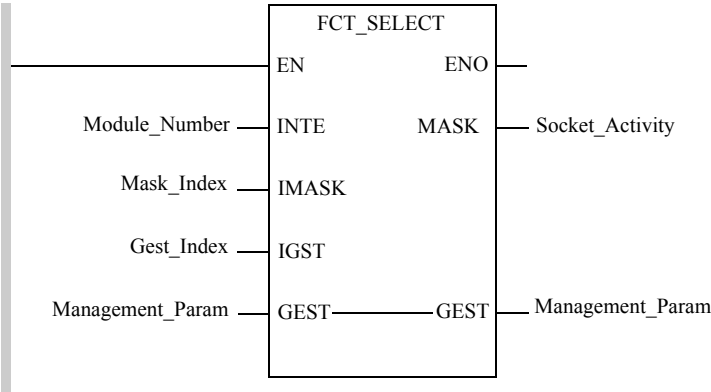 FCT_SELECT
EN ENO
Module_Number INTE MASK Socket_Activity
Mask_Index IMASK
Gest_Index IGST
Management_Param GEST GEST Management_Param